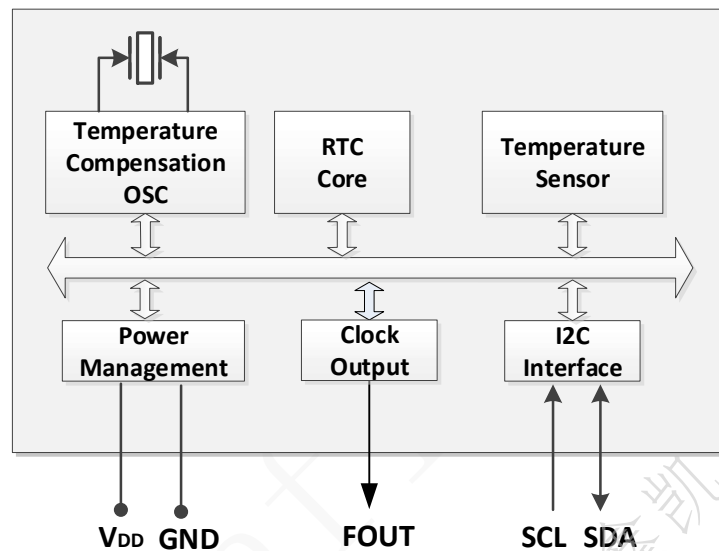 Temperature
Compensation
OSC
RTC
Core
Temperature
Sensor
Power
Management
Clock
Output
I2C
Interface
VDD GND FOUT SCL SDA